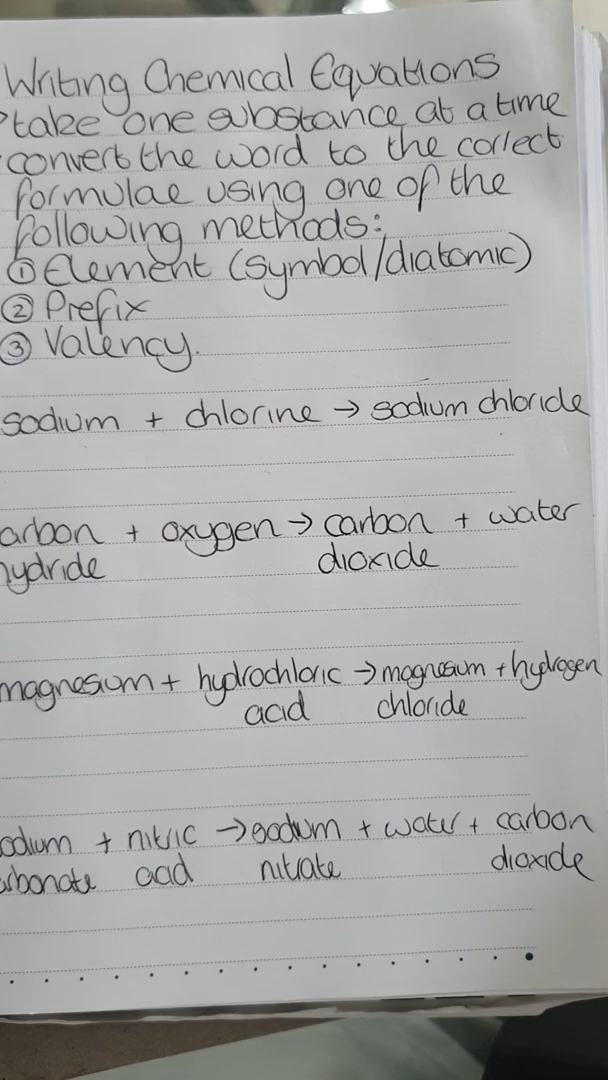 Writing Chemical Equations
take one substance at a time
convert the word to the correct
formulae using one of the
following methods:
① Element (symbol/diatomic)
② Prefix
③ Valency.
sodium + chlorine → sodium chloride
arbon + oxygen → carbon + water
hydride dioxide
magnesium + hydrochloric → magnesium + hydrogen
acid chloride
odium + nitric → sodium + water + carbon
arbonate acid nitrate dioxide